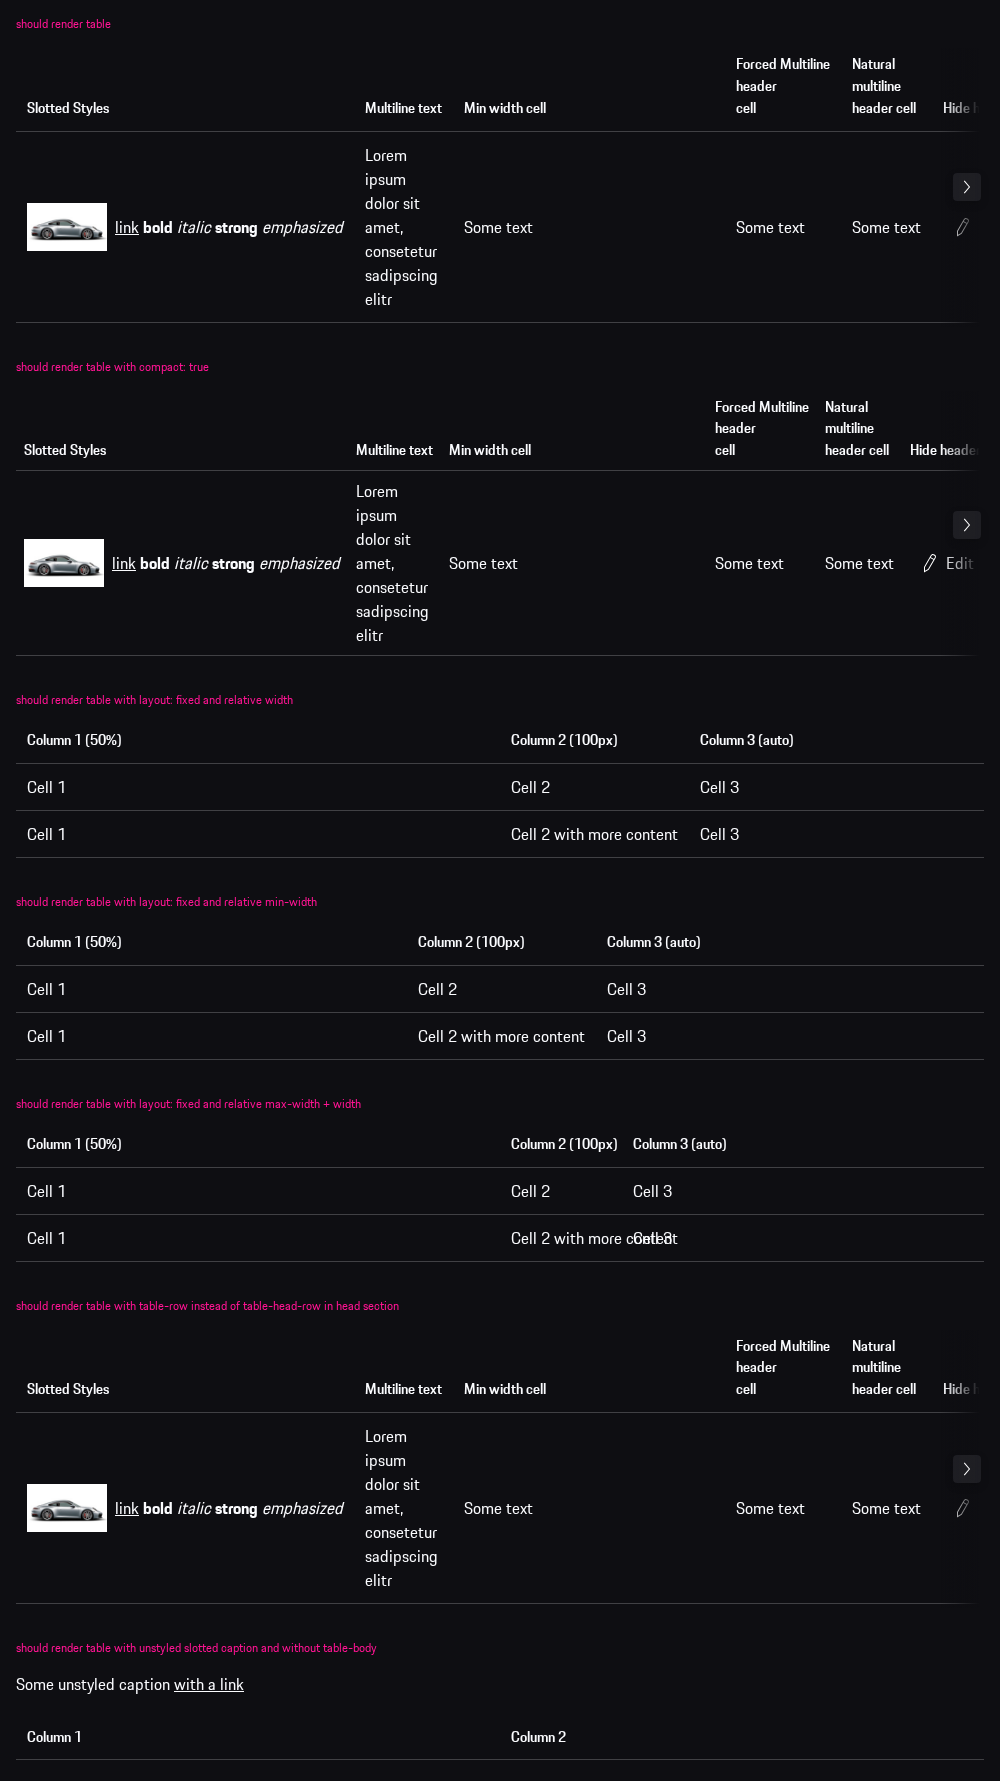 should render table
Slotted Styles Multiline text Min width cell Forced Multiline header cell Natural multiline header cell Hide
link bold italic strong emphasized
Lorem
ipsum
dolor sit
amet,
consetetur
sadipscing
elitr
Some text Some text Some text
should render table with compact: true
Slotted Styles Multiline text Min width cell Forced Multiline header cell Natural multiline header cell Hide header
link bold italic strong emphasized
Lorem
ipsum
dolor sit
amet,
consetetur
sadipscing
elitr
Some text Some text Some text Edit
should render table with layout: fixed and relative width
Column 1 (50%) Column 2 (100px) Column 3 (auto)
Cell 1 Cell 2 Cell 3
Cell 1 Cell 2 with more content Cell 3
should render table with layout: fixed and relative min-width
Column 1 (50%) Column 2 (100px) Column 3 (auto)
Cell 1 Cell 2 Cell 3
Cell 1 Cell 2 with more content Cell 3
should render table with layout: fixed and relative max-width + width
Column 1 (50%) Column 2 (100px) Column 3 (auto)
Cell 1 Cell 2 Cell 3
Cell 1 Cell 2 with more content Cell 3
should render table with table-row instead of table-head-row in head section
Slotted Styles Multiline text Min width cell Forced Multiline header cell Natural multiline header cell Hide
link bold italic strong emphasized
Lorem
ipsum
dolor sit
amet,
consetetur
sadipscing
elitr
Some text Some text Some text
should render table with unstyled slotted caption and without table-body
Some unstyled caption with a link
Column 1 Column 2